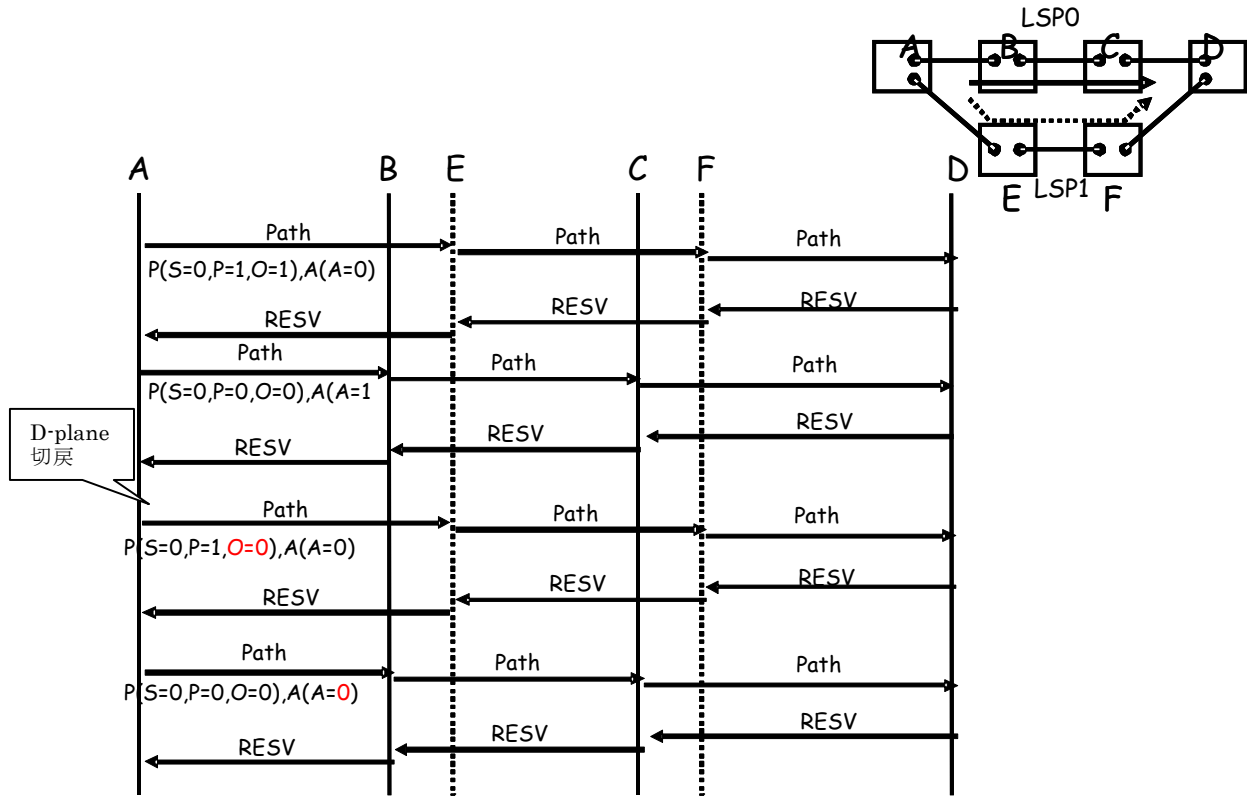 LSP0
A B C D
E LSP1 F
A B E C F D
Path Path Path
P(S=0,P=1,O=1),A(A=0)
RESV RESV RESV
Path Path Path
P(S=0,P=0,O=0),A(A=1
D-plane
切戻
RESV RESV RESV
Path Path Path
P(S=0,P=1,O=0),A(A=0)
RESV RESV RESV
Path Path Path
P(S=0,P=0,O=0),A(A=0)
RESV RESV RESV